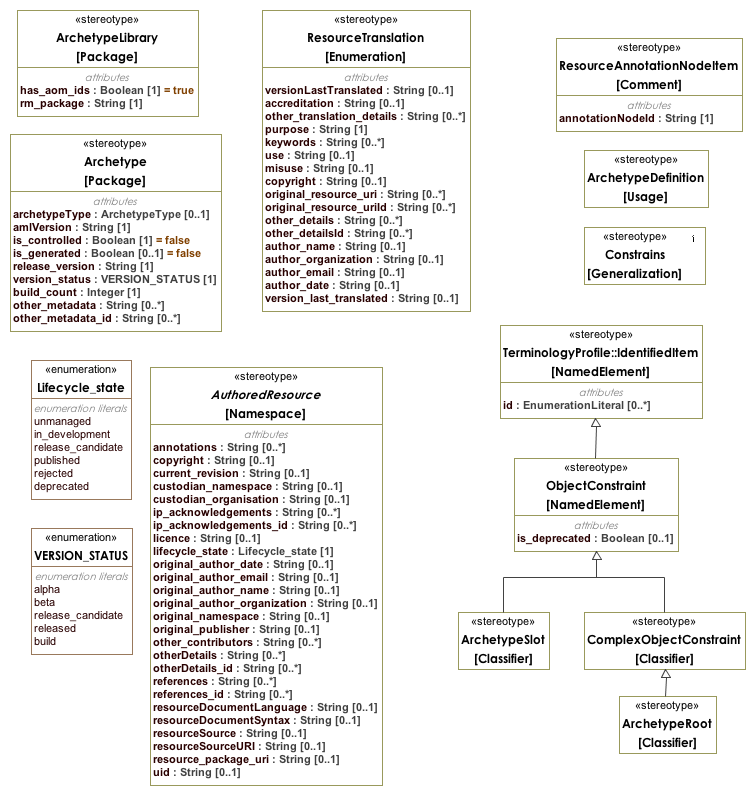 «stereotype»
ArchetypeLibrary
[Package]
attributes
has_aom_ids : Boolean [1] = true
rm_package : String [1]
«stereotype»
Archetype
[Package]
attributes
archetypeType : ArchetypeType [0..1]
amlVersion : String [1]
is_controlled : Boolean [1] = false
is_generated : Boolean [0..1] = false
release_version : String [1]
version_status : VERSION_STATUS [1]
build_count : Integer [1]
other_metadata : String [0..*]
other_metadata_id : String [0..*]
«stereotype»
ResourceTranslation
[Enumeration]
attributes
versionLastTranslated : String [0..1]
accreditation : String [0..1]
other_translation_details : String [0..*]
purpose : String [1]
keywords : String [0..*]
use : String [0..1]
misuse : String [0..1]
copyright : String [0..1]
original_resource_uri : String [0..*]
original_resource_uriId : String [0..*]
other_details : String [0..*]
other_detailsId : String [0..*]
author_name : String [0..1]
author_organization : String [0..1]
author_email : String [0..1]
author_date : String [0..1]
version_last_translated : String [0..1]
«stereotype»
ResourceAnnotationNodeItem
[Comment]
attributes
annotationNodeId : String [1]
«stereotype»
ArchetypeDefinition
[Usage]
«stereotype» i
Constrains
[Generalization]
«enumeration»
Lifecycle_state
enumeration literals
unmanaged
in_development
release_candidate
published
rejected
deprecated
«enumeration»
VERSION_STATUS
enumeration literals
alpha
beta
release_candidate
released
build
«stereotype»
AuthoredResource
[Namespace]
attributes
annotations : String [0..*]
copyright : String [0..1]
current_revision : String [0..1]
custodian_namespace : String [0..1]
custodian_organisation : String [0..1]
ip_acknowledgements : String [0..*]
ip_acknowledgements_id : String [0..*]
licence : String [0..1]
lifecycle_state : Lifecycle_state [1]
original_author_date : String [0..1]
original_author_email : String [0..1]
original_author_name : String [0..1]
original_author_organization : String [0..1]
original_namespace : String [0..1]
original_publisher : String [0..1]
other_contributors : String [0..*]
otherDetails : String [0..*]
otherDetails_id : String [0..*]
references : String [0..*]
references_id : String [0..*]
resourceDocumentLanguage : String [0..1]
resourceDocumentSyntax : String [0..1]
resourceSource : String [0..1]
resourceSourceURI : String [0..1]
resource_package_uri : String [0..1]
uid : String [0..1]
«stereotype»
TerminologyProfile::IdentifiedItem
[NamedElement]
attributes
id : EnumerationLiteral [0..*]
«stereotype»
ObjectConstraint
[NamedElement]
attributes
is_deprecated : Boolean [0..1]
«stereotype»
ArchetypeSlot
[Classifier]
«stereotype»
ComplexObjectConstraint
[Classifier]
«stereotype»
ArchetypeRoot
[Classifier]